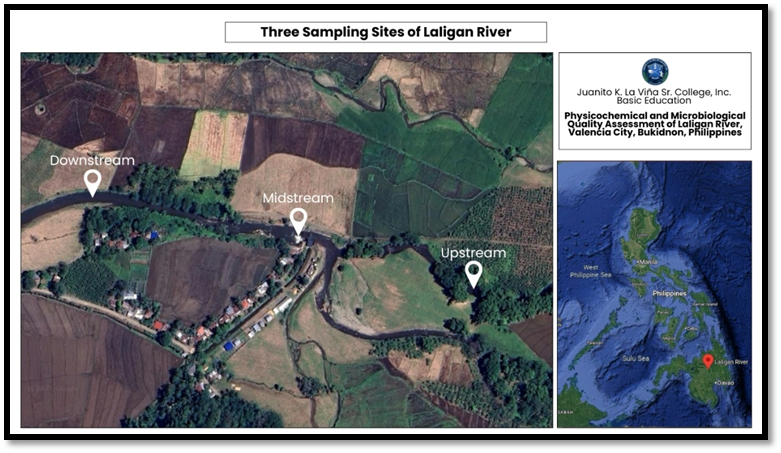 Three Sampling Sites of Laligan River
Downstream
Midstream
Upstream
Juanito K. La Viña Sr. College, Inc.
Basic Education
Physicochemical and Microbiological
Quality Assessment of Laligan River,
Valencia City, Bukidnon, Philippines
Manila
West
Philippine Sea
Philippines
Sulu Sea
Laligan River
Davao